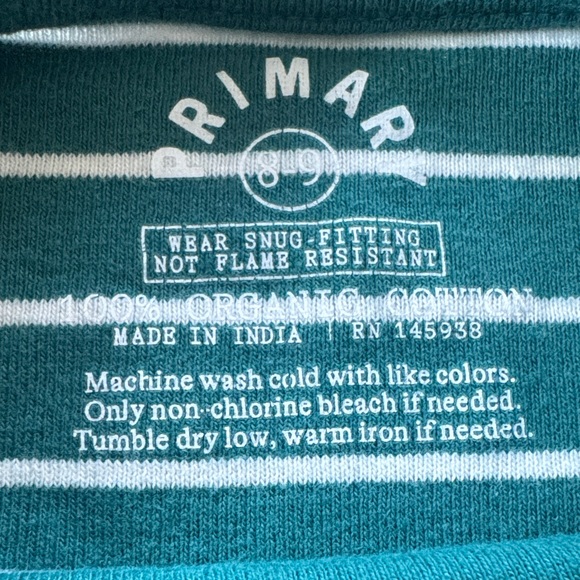 PRIMARY
8-9
WEAR SNUG-FITTING
NOT FLAME RESISTANT
100% ORGANIC COTTON
MADE IN INDIA | RN 145938
Machine wash cold with like colors.
Only non-chlorine bleach if needed.
Tumble dry low, warm iron if needed.